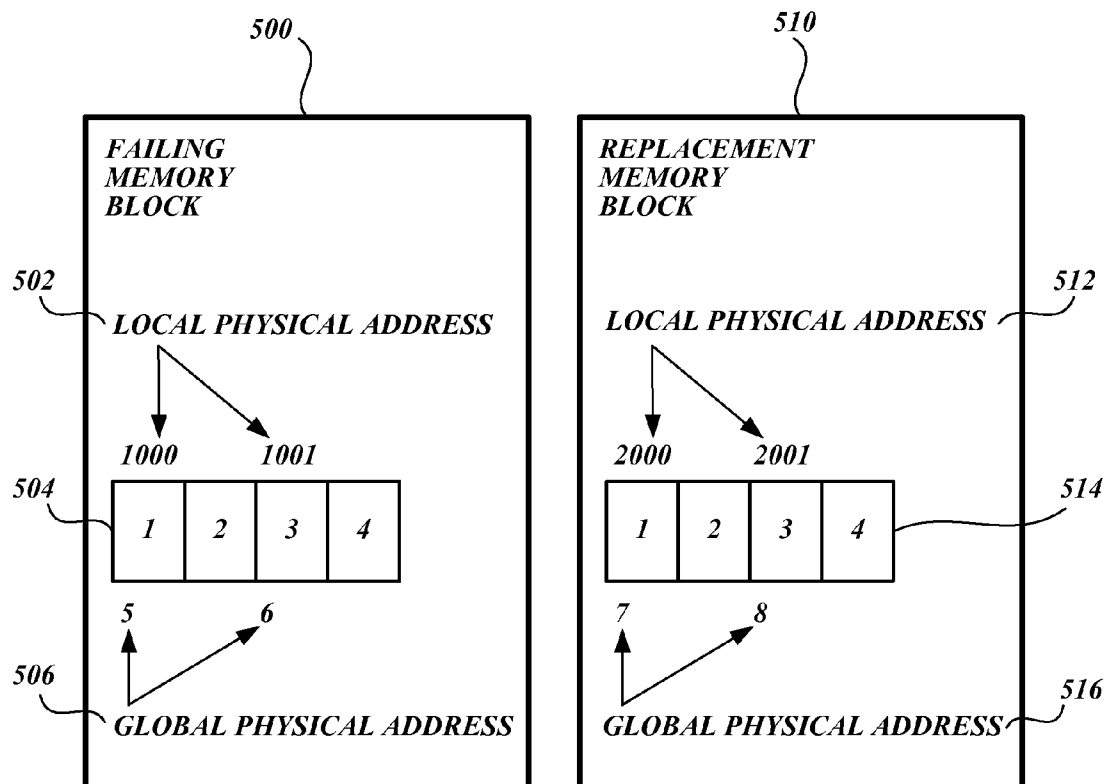 500
510
FAILING
MEMORY
BLOCK
REPLACEMENT
MEMORY
BLOCK
502
512
LOCAL PHYSICAL ADDRESS
LOCAL PHYSICAL ADDRESS
1000 1001
2000 2001
504
514
1 2 3 4
1 2 3 4
5 6
7 8
506
516
GLOBAL PHYSICAL ADDRESS
GLOBAL PHYSICAL ADDRESS